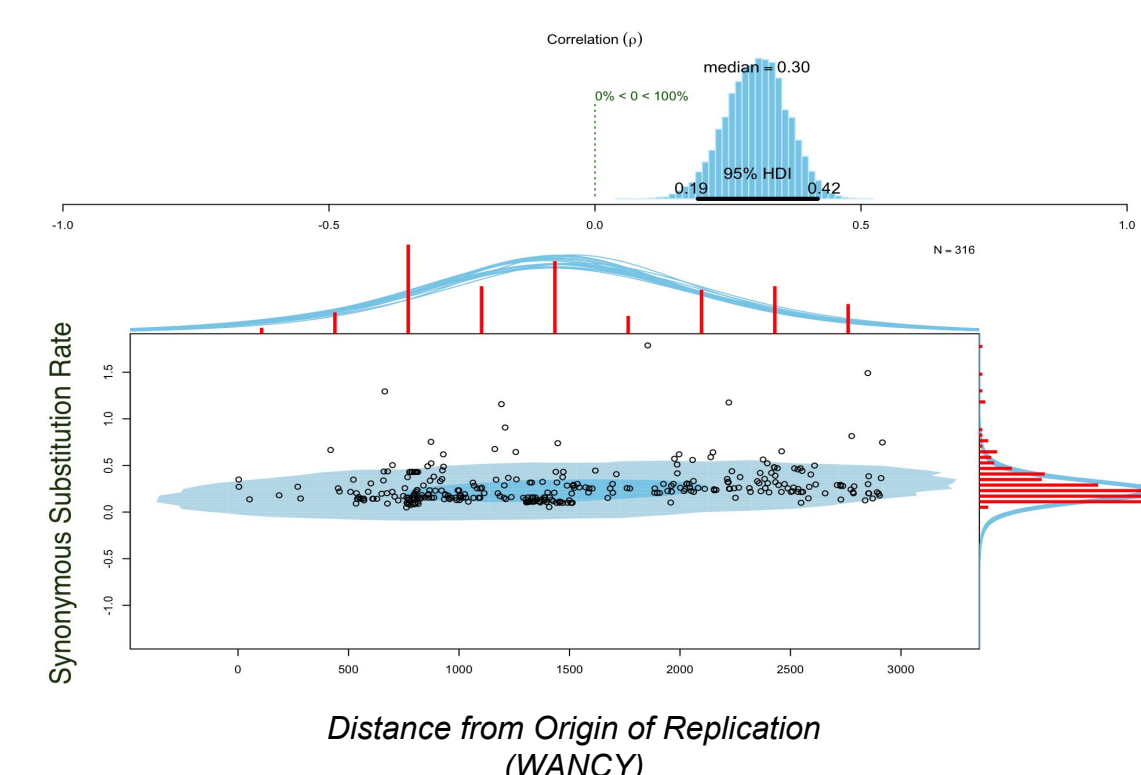 Correlation (ρ)
median = 0.30
0% < 0 < 100%
95% HDI
0.19 0.42
-1.0 -0.5 0.0 0.5 1.0
N = 316
Synonymous Substitution Rate
1.5
1.0
0.5
0.0
-0.5
-1.0
0 500 1000 1500 2000 2500 3000
Distance from Origin of Replication
(WANCY)